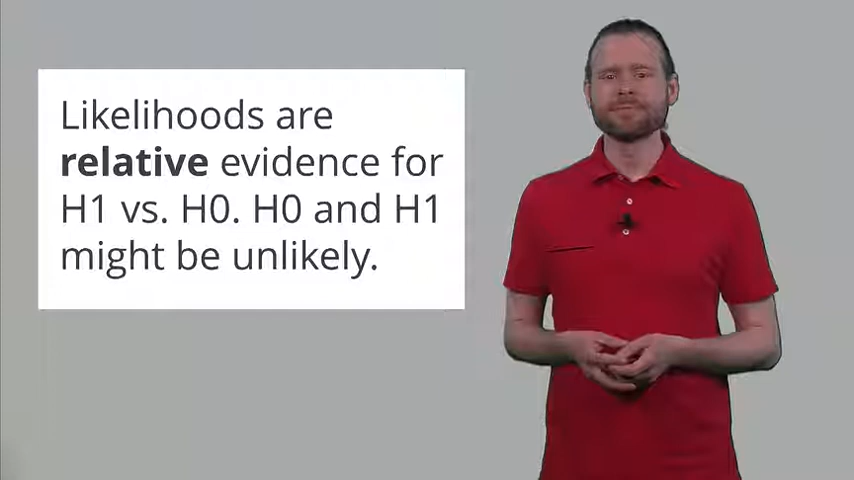 Likelihoods are
relative evidence for
H1 vs. H0. H0 and H1
might be unlikely.